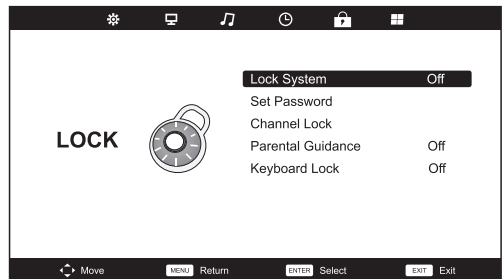 LOCK
Lock System Off
Set Password
Channel Lock
Parental Guidance Off
Keyboard Lock Off
Move MENU Return ENTER Select EXIT Exit